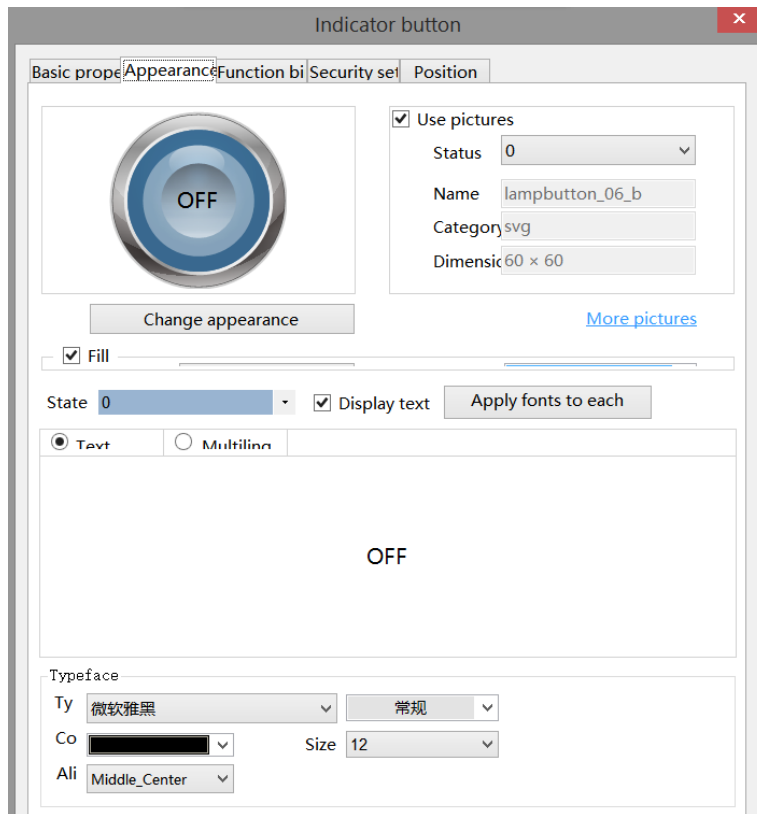 Indicator button
Basic prope Appearance Function bi Security set Position
OFF
Use pictures
Status 0
Name lampbutton_06_b
Category svg
Dimensic 60 × 60
Change appearance
More pictures
Fill
State 0 Display text Apply fonts to each
Text Multiling
OFF
Typeface
Ty 微软雅黑 常规
Co Size 12
Ali Middle_Center